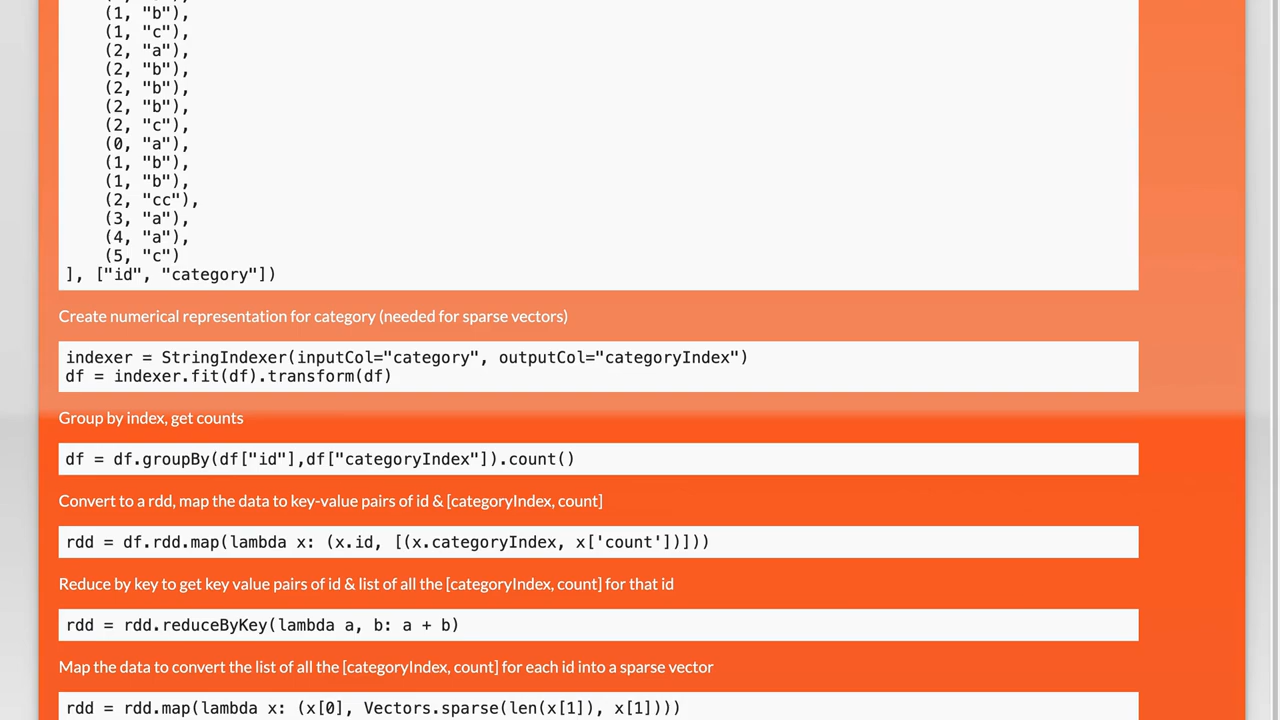 (1, "b"),
(1, "c"),
(2, "a"),
(2, "b"),
(2, "b"),
(2, "b"),
(2, "c"),
(0, "a"),
(1, "b"),
(1, "b"),
(2, "cc"),
(3, "a"),
(4, "a"),
(5, "c")
], ["id", "category"])
Create numerical representation for category (needed for sparse vectors)
indexer = StringIndexer(inputCol="category", outputCol="categoryIndex")
df = indexer.fit(df).transform(df)
Group by index, get counts
df = df.groupBy(df["id"],df["categoryIndex"]).count()
Convert to a rdd, map the data to key-value pairs of id & [categoryIndex, count]
rdd = df.rdd.map(lambda x: (x.id, [(x.categoryIndex, x['count'])]))
Reduce by key to get key value pairs of id & list of all the [categoryIndex, count] for that id
rdd = rdd.reduceByKey(lambda a, b: a + b)
Map the data to convert the list of all the [categoryIndex, count] for each id into a sparse vector
rdd = rdd.map(lambda x: (x[0], Vectors.sparse(len(x[1]), x[1])))